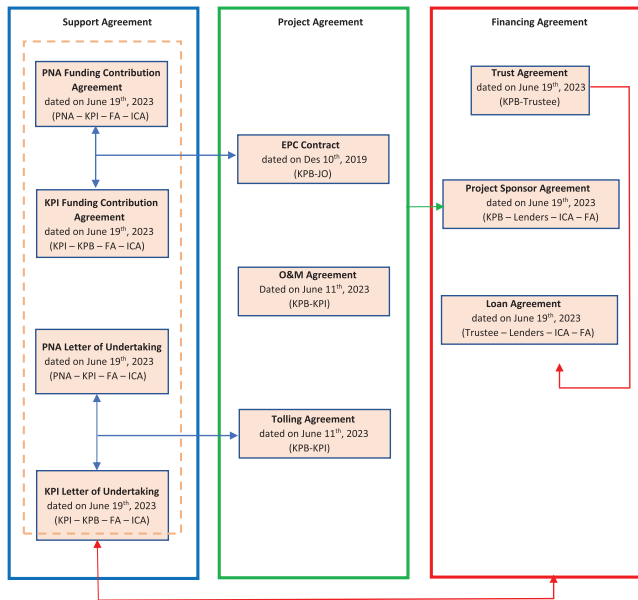 Support Agreement
PNA Funding Contribution
Agreement
dated on June 19th, 2023
(PNA – KPI – FA – ICA)
KPI Funding Contribution
Agreement
dated on June 19th, 2023
(KPI – KPB – FA – ICA)
PNA Letter of Undertaking
dated on June 19th, 2023
(PNA – KPI – FA – ICA)
KPI Letter of Undertaking
dated on June 19th, 2023
(KPI – KPB – FA – ICA)
Project Agreement
EPC Contract
dated on Des 10th, 2019
(KPB-JO)
O&M Agreement
Dated on June 11th, 2023
(KPB-KPI)
Tolling Agreement
dated on June 11th, 2023
(KPB-KPI)
Financing Agreement
Trust Agreement
dated on June 19th, 2023
(KPB-Trustee)
Project Sponsor Agreement
dated on June 19th, 2023
(KPB – Lenders – ICA – FA)
Loan Agreement
dated on June 19th, 2023
(Trustee – Lenders – ICA – FA)